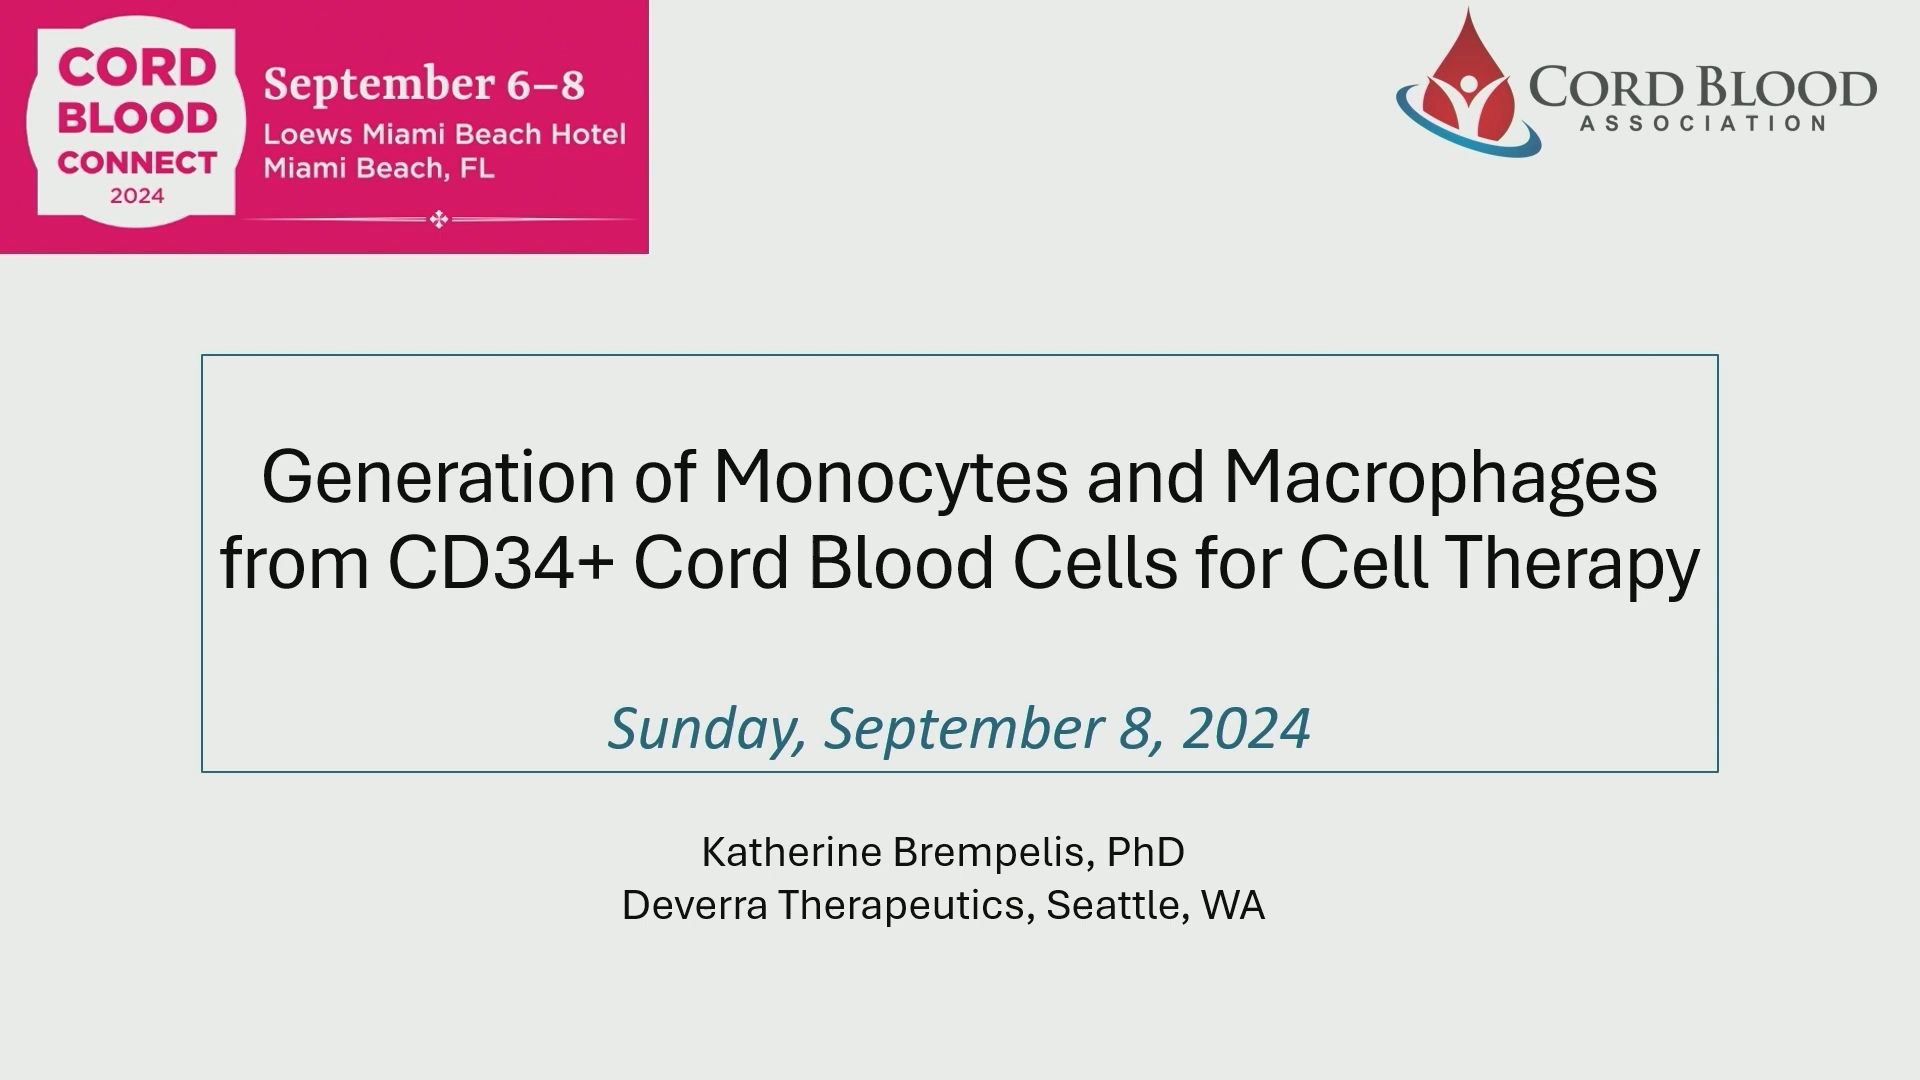 CORD
BLOOD
CONNECT
2024
September 6–8
Loews Miami Beach Hotel
Miami Beach, FL
CORD BLOOD
ASSOCIATION
Generation of Monocytes and Macrophages
from CD34+ Cord Blood Cells for Cell Therapy
Sunday, September 8, 2024
Katherine Brempelis, PhD
Deverra Therapeutics, Seattle, WA